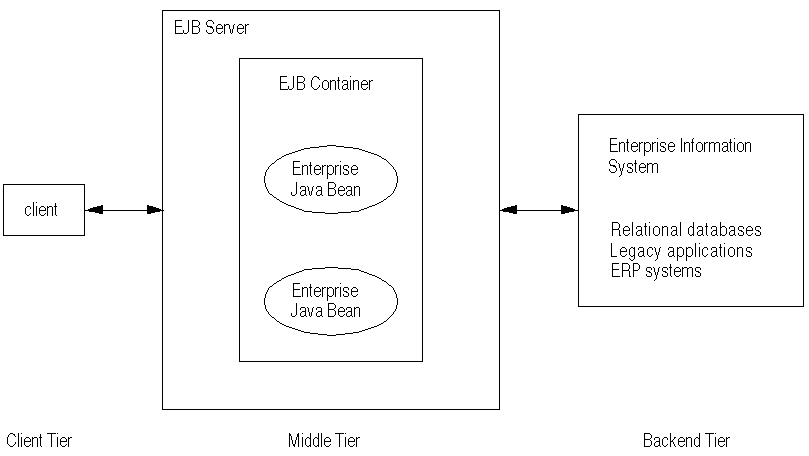 EJB Server
EJB Container
Enterprise
Java Bean
Enterprise
Java Bean
client
Enterprise Information
System
Relational databases
Legacy applications
ERP systems
Client Tier
Middle Tier
Backend Tier